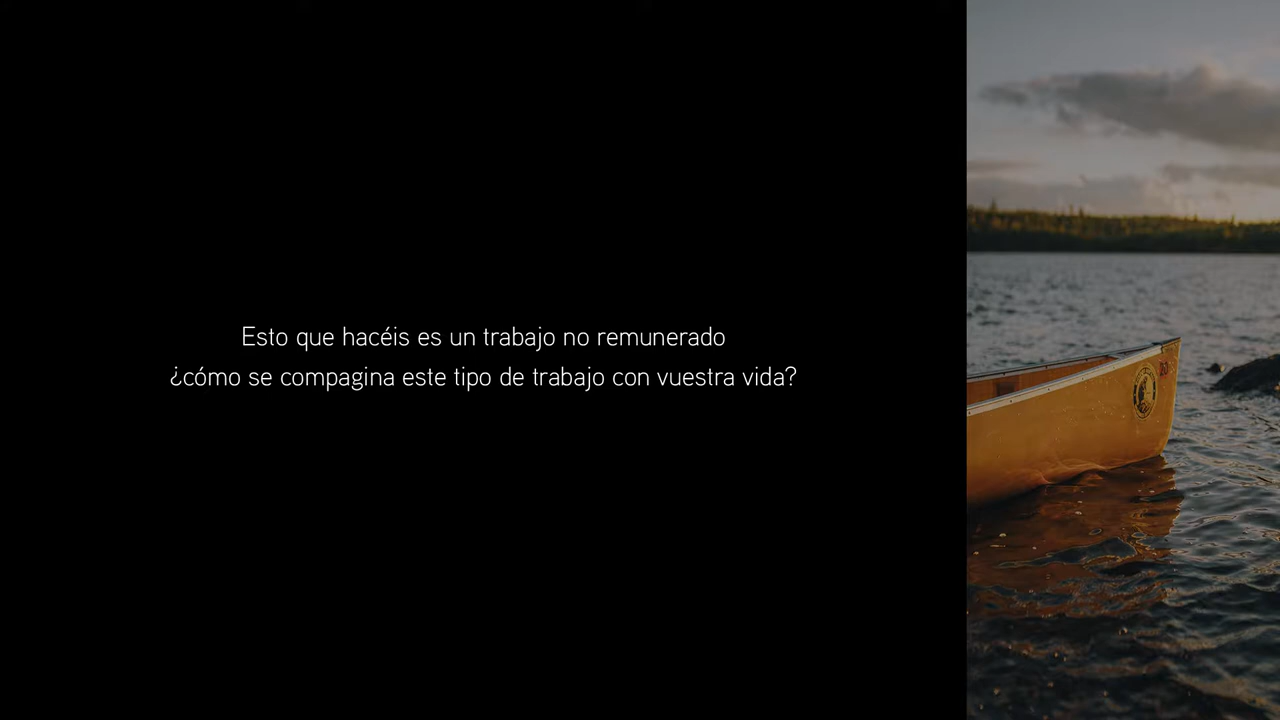 Esto que hacéis es un trabajo no remunerado
¿cómo se compagina este tipo de trabajo con vuestra vida?